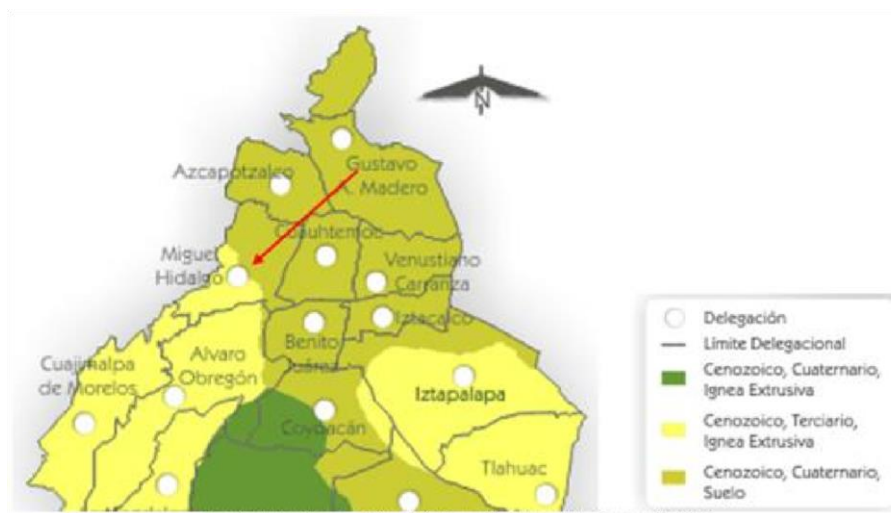 N
Azcapotzalco
Gustavo
A. Madero
Cuauhtemoc
Miguel
Hidalgo
Venustiano
Carranza
Iztacalco
Benito
Juárez
Alvaro
Obregón
Cuajimalpa
de Morelos
Iztapalapa
Coyoacán
Tlahuac
Delegación
Límite Delegacional
Cenozoico, Cuaternario,
Ignea Extrusiva
Cenozoico, Terciario,
Ignea Extrusiva
Cenozoico, Cuaternario,
Suelo